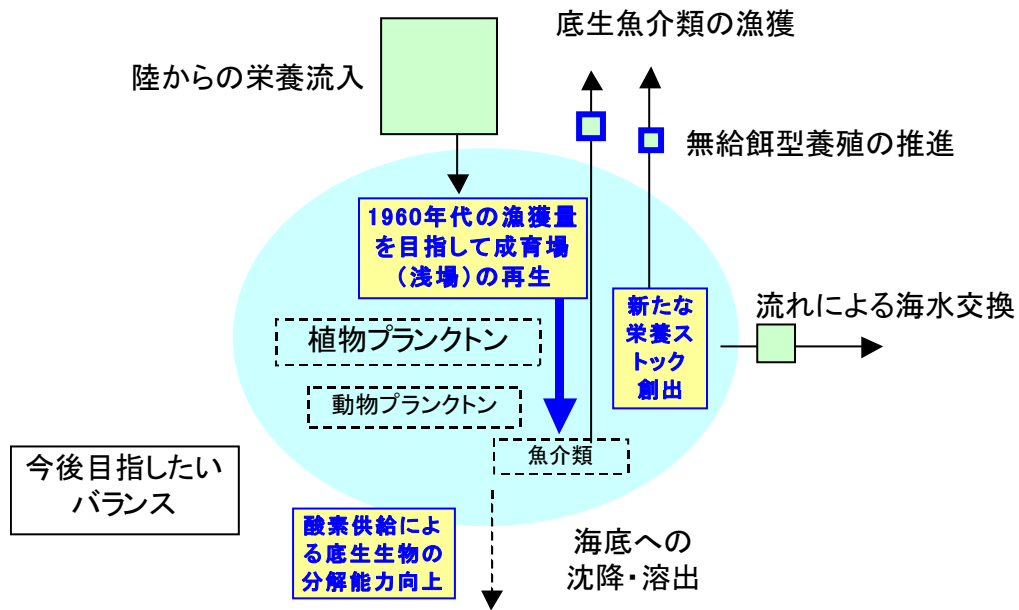 底生魚介類の漁獲
陸からの栄養流入
無給餌型養殖の推進
1960年代の漁獲量
を目指して成育場
（浅場）の再生
新たな
栄養ス
トック
創出
流れによる海水交換
植物プランクトン
動物プランクトン
魚介類
今後目指したい
バランス
酸素供給によ
る底生生物の
分解能力向上
海底への
沈降・溶出